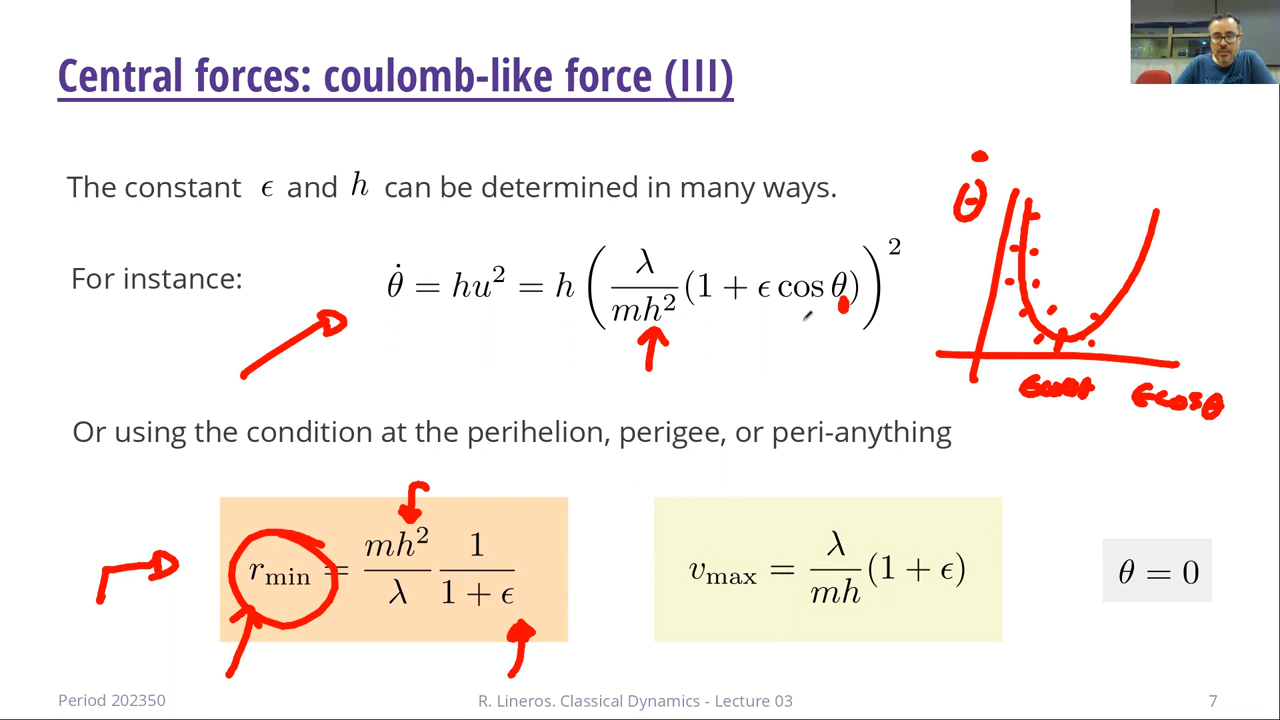 Central forces: coulomb-like force (III)
The constant ϵ and h can be determined in many ways.
For instance: θ̇ = hu² = h (λ/mh² (1 + ϵ cos θ))²
θ̇
ϵcosθ ϵcosθ
Or using the condition at the perihelion, perigee, or peri-anything
r_min = mh²/λ 1/(1 + ϵ)
v_max = λ/mh (1 + ϵ)
θ = 0
Period 202350
R. Lineros. Classical Dynamics - Lecture 03
7